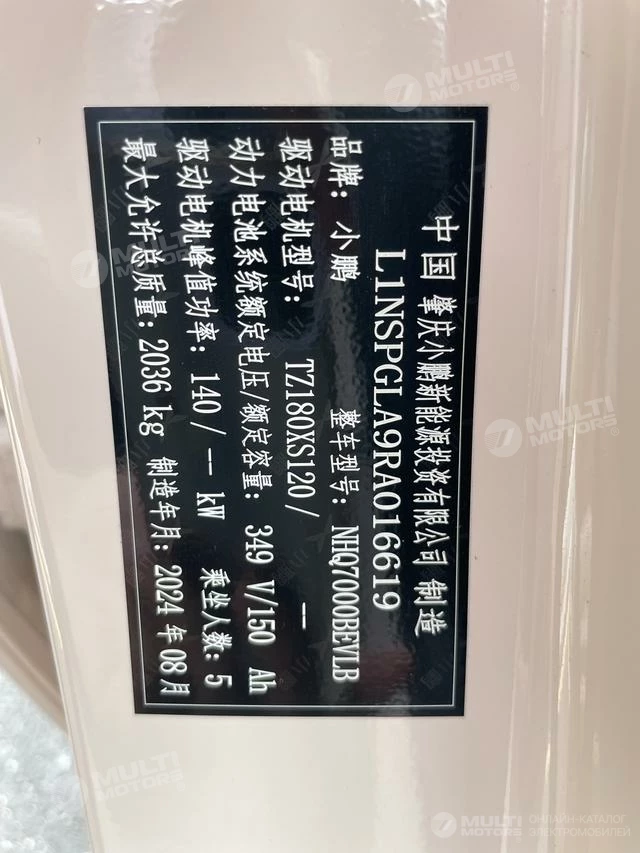 中国 肇庆小鹏新能源投资有限公司 制造
L1NSPGLA9RA016619
品牌: 小鹏 整车型号: NHQ7000BEVLB
驱动电机型号: TZ180XS120/ --
动力电池系统额定电压/额定容量: 349 V/150 Ah
驱动电机峰值功率: 140/-- kW 乘坐人数: 5
最大允许总质量: 2036 kg 制造年月: 2024 年 08月
MULTI MOTORS
MULTI MOTORS
MULTI MOTORS
MULTI MOTORS
MULTI MOTORS ОНЛАЙН-КАТАЛОГ ЭЛЕКТРОМОБИЛЕЙ